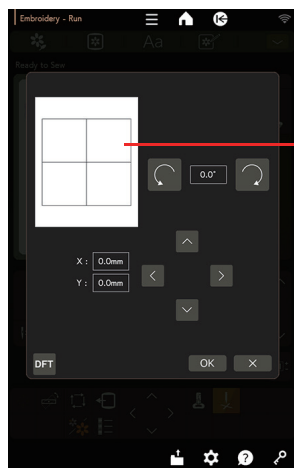 Embroidery - Run
Aa
Ready to Sew
0.0°
X : 0.0mm
Y : 0.0mm
DFT
OK